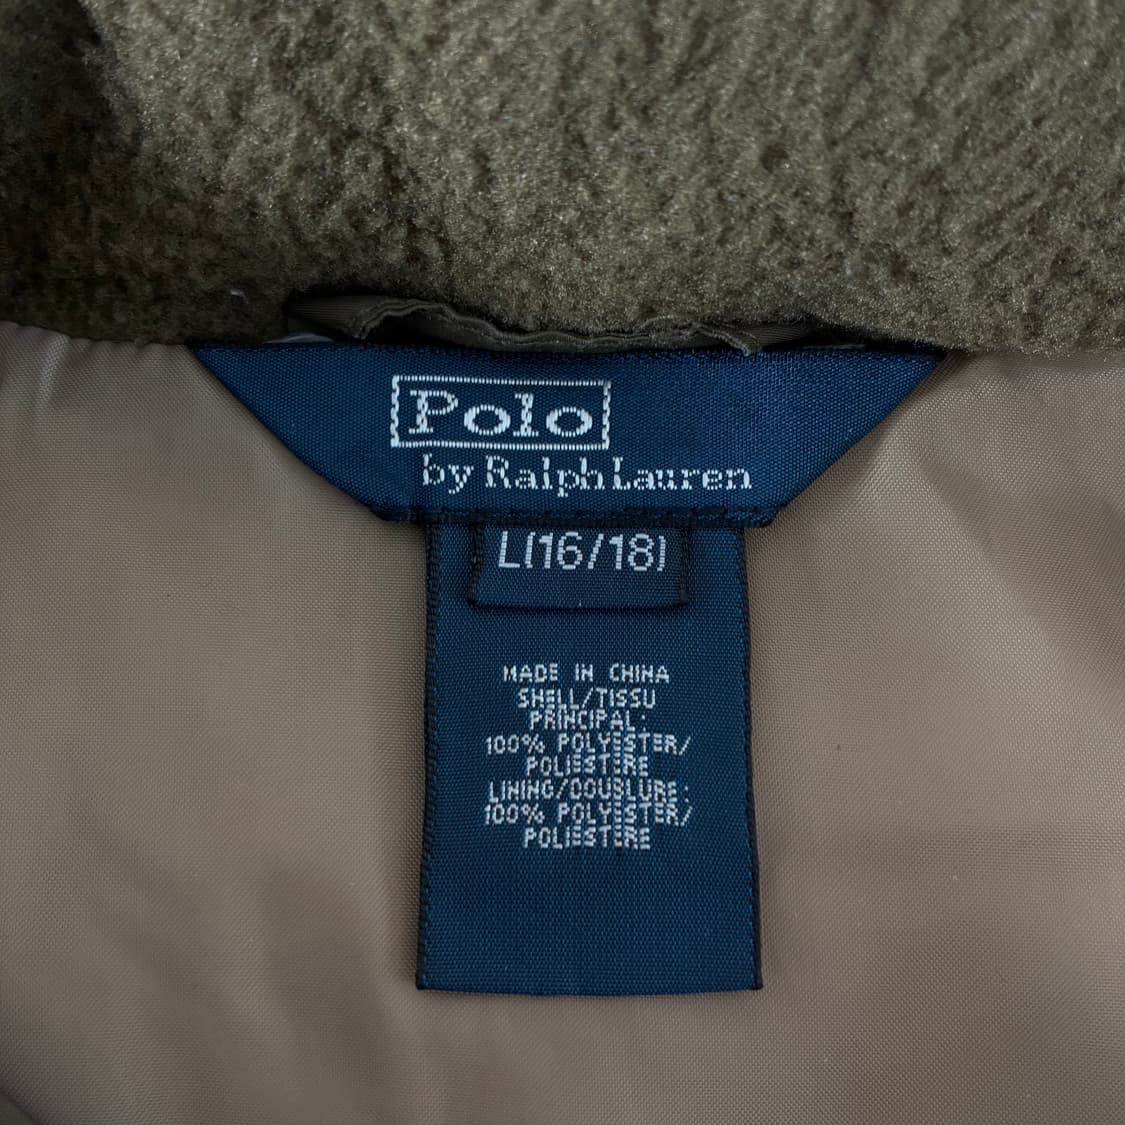 Polo
by Ralph Lauren
L(16/18)
MADE IN CHINA
SHELL/TISSU
PRINCIPAL:
100% POLYESTER/
POLIESTERE
LINING/DOUBLURE:
100% POLYESTER/
POLIESTERE